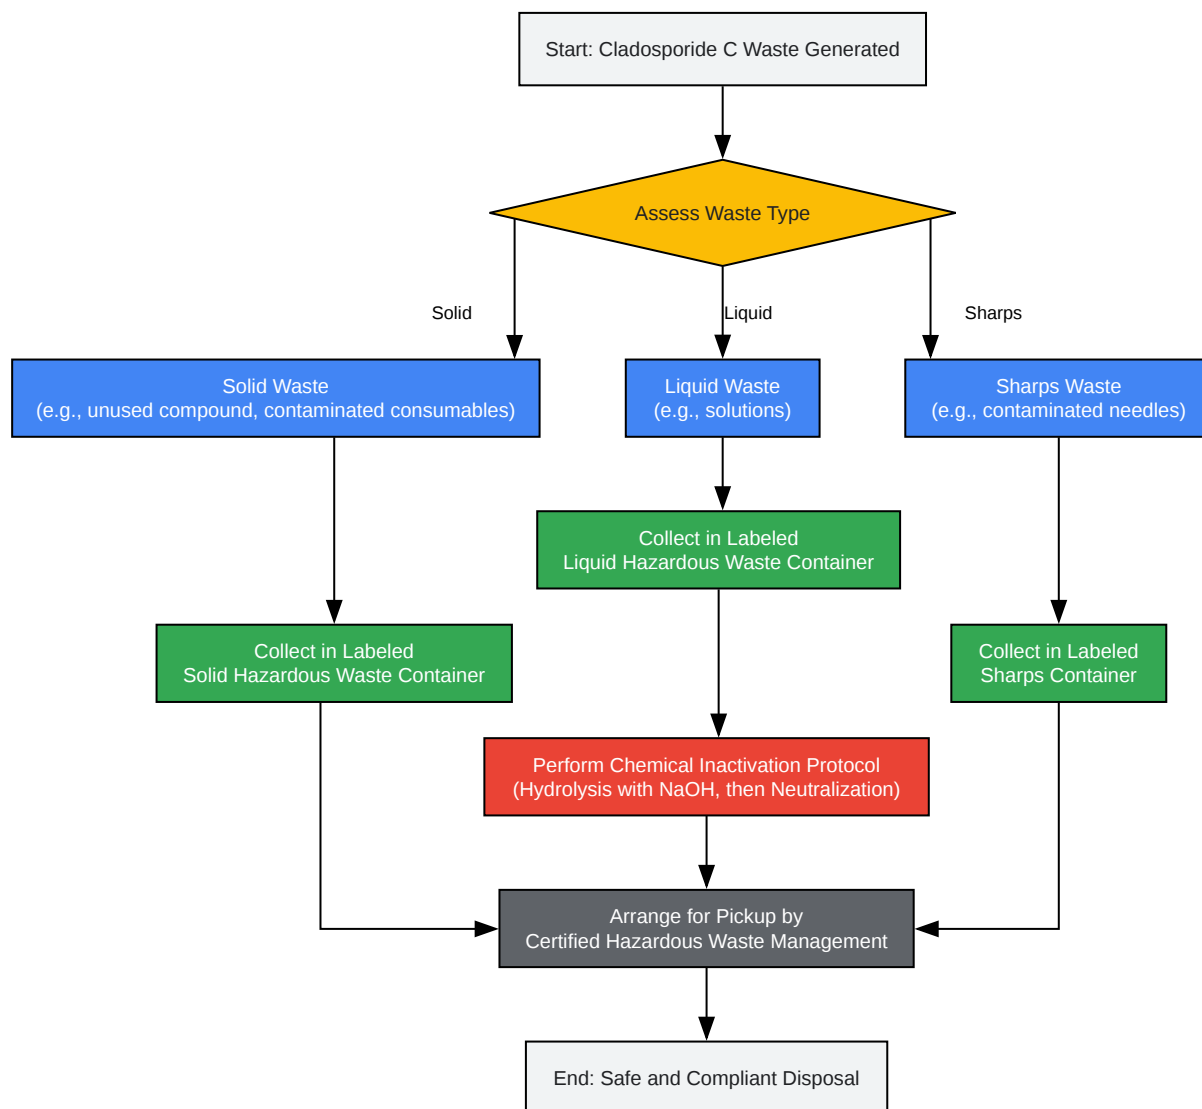 Start: Cladosporide C Waste Generated
Assess Waste Type
Solid
Liquid
Sharps
Solid Waste
(e.g., unused compound, contaminated consumables)
Liquid Waste
(e.g., solutions)
Sharps Waste
(e.g., contaminated needles)
Collect in Labeled
Liquid Hazardous Waste Container
Collect in Labeled
Solid Hazardous Waste Container
Collect in Labeled
Sharps Container
Perform Chemical Inactivation Protocol
(Hydrolysis with NaOH, then Neutralization)
Arrange for Pickup by
Certified Hazardous Waste Management
End: Safe and Compliant Disposal